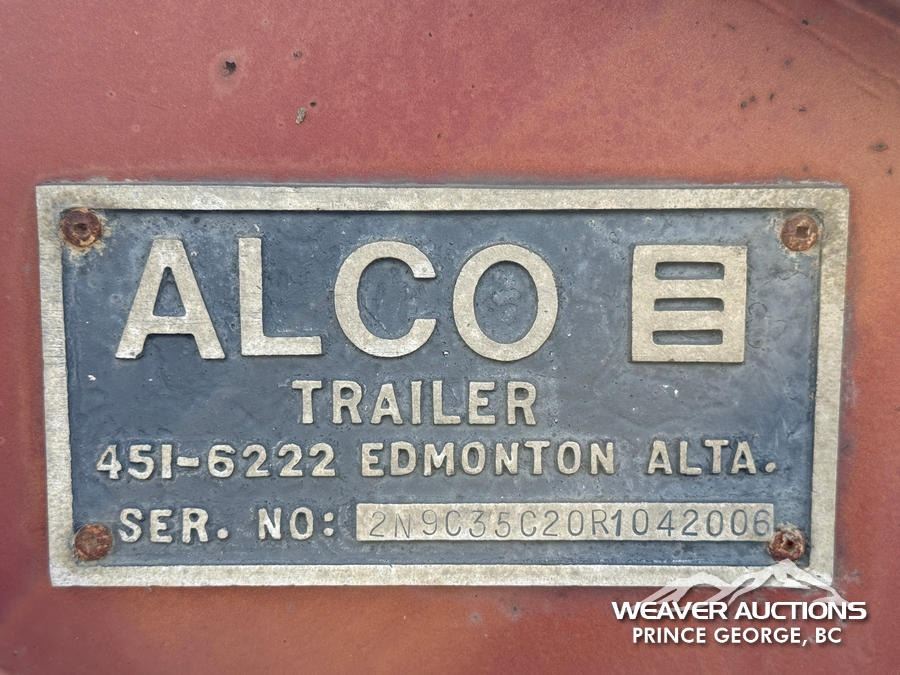 ALCO
TRAILER
451-6222 EDMONTON ALTA.
SER. NO: 2N9C35C20R1042006
WEAVER AUCTIONS
PRINCE GEORGE, BC